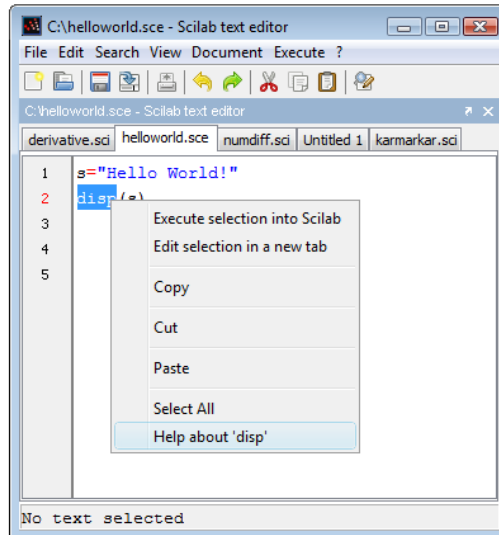 C:\helloworld.sce - Scilab text editor
File Edit Search View Document Execute ?
C:\helloworld.sce - Scilab text editor
derivative.sci helloworld.sce numdiff.sci Untitled 1 karmarkar.sci
1 s="Hello World!"
2 disp(s)
3
4
5
Execute selection into Scilab
Edit selection in a new tab
Copy
Cut
Paste
Select All
Help about 'disp'
No text selected